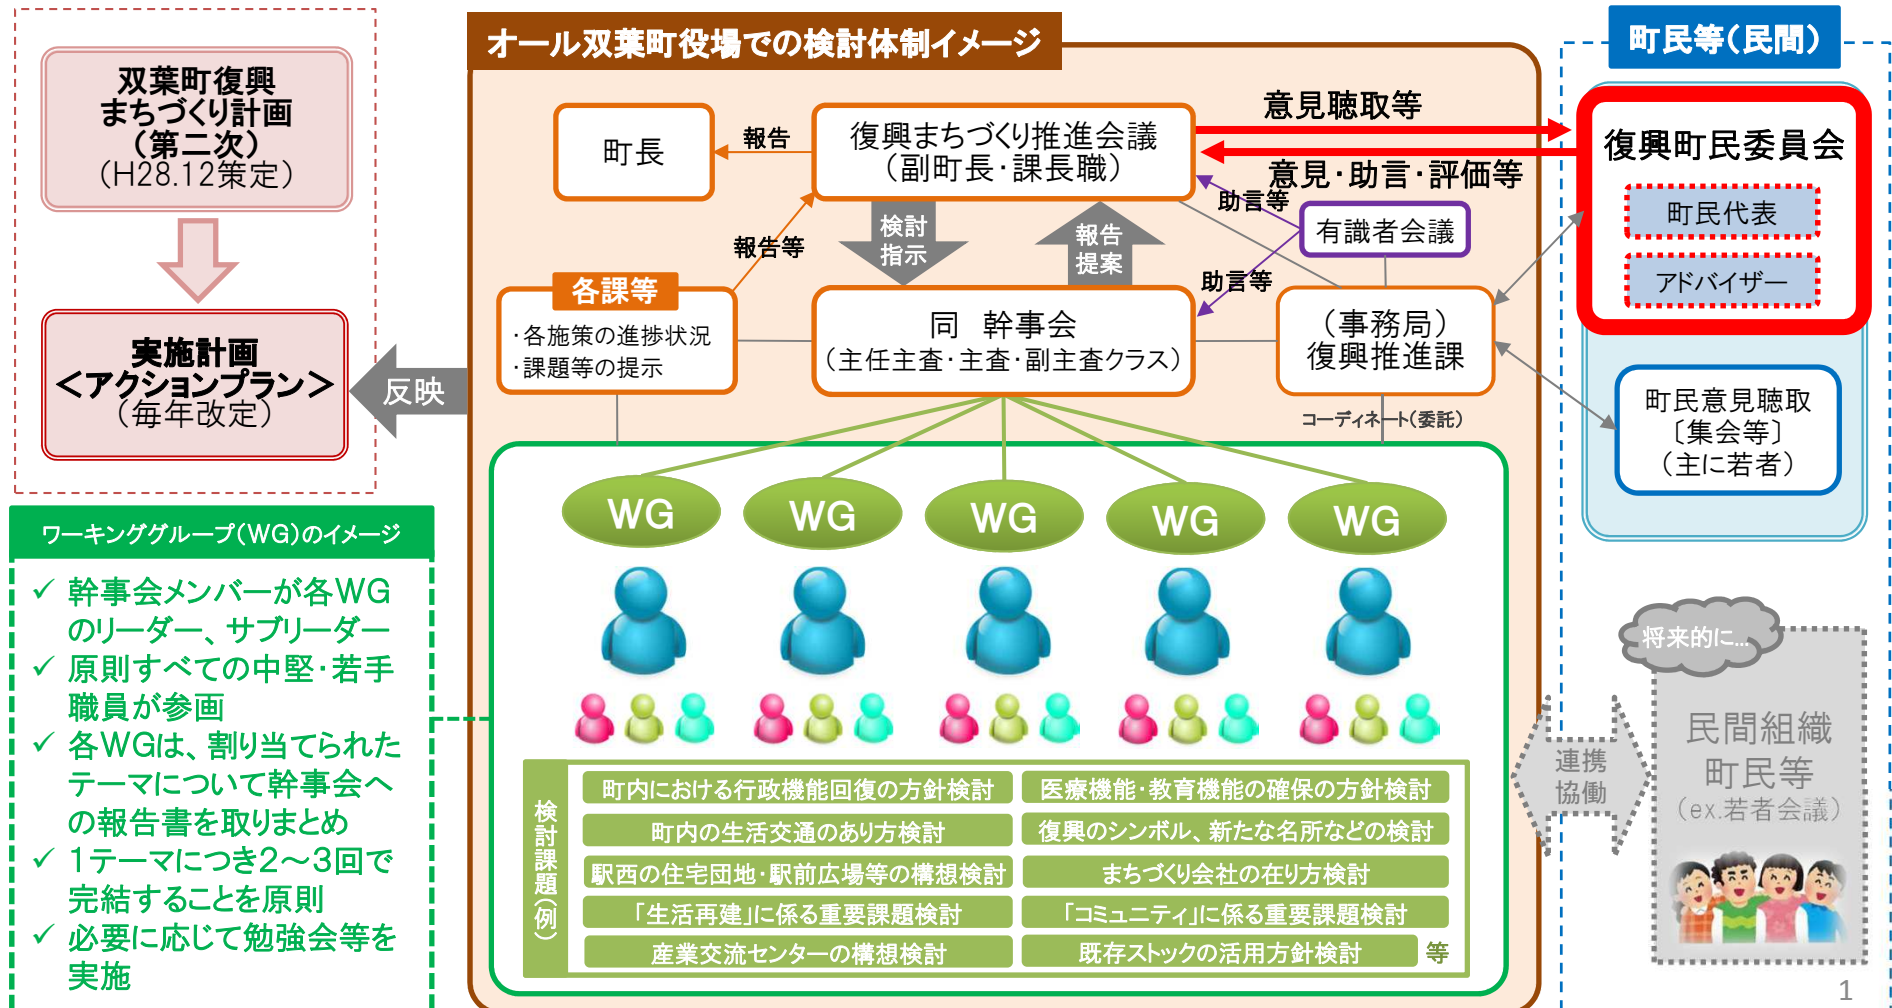 双葉町復興
まちづくり計画
（第二次）
（H28.12策定）
実施計画
＜アクションプラン＞
（毎年改定）
反映
オール双葉町役場での検討体制イメージ
町長
報告
復興まちづくり推進会議
（副町長・課長職）
意見聴取等
意見・助言・評価等
助言等
有識者会議
助言等
検討
指示
報告
提案
報告等
各課等
・各施策の進捗状況
・課題等の提示
同　幹事会
（主任主査・主査・副主査クラス）
（事務局）
復興推進課
コーディネート（委託）
WG
WG
WG
WG
WG
検討課題（例）
町内における行政機能回復の方針検討
医療機能・教育機能の確保の方針検討
町内の生活交通のあり方検討
復興のシンボル、新たな名所などの検討
駅西の住宅団地・駅前広場等の構想検討
まちづくり会社の在り方検討
「生活再建」に係る重要課題検討
「コミュニティ」に係る重要課題検討
産業交流センターの構想検討
既存ストックの活用方針検討
等
町民等（民間）
復興町民委員会
町民代表
アドバイザー
町民意見聴取
〔集会等〕
（主に若者）
将来的に…
連携
協働
民間組織
町民等
（ex.若者会議）
ワーキンググループ（WG）のイメージ
✓ 幹事会メンバーが各WG
のリーダー、サブリーダー
✓ 原則すべての中堅・若手
職員が参画
✓ 各WGは、割り当てられた
テーマについて幹事会へ
の報告書を取りまとめ
✓ 1テーマにつき2～3回で
完結することを原則
✓ 必要に応じて勉強会等を
実施
1